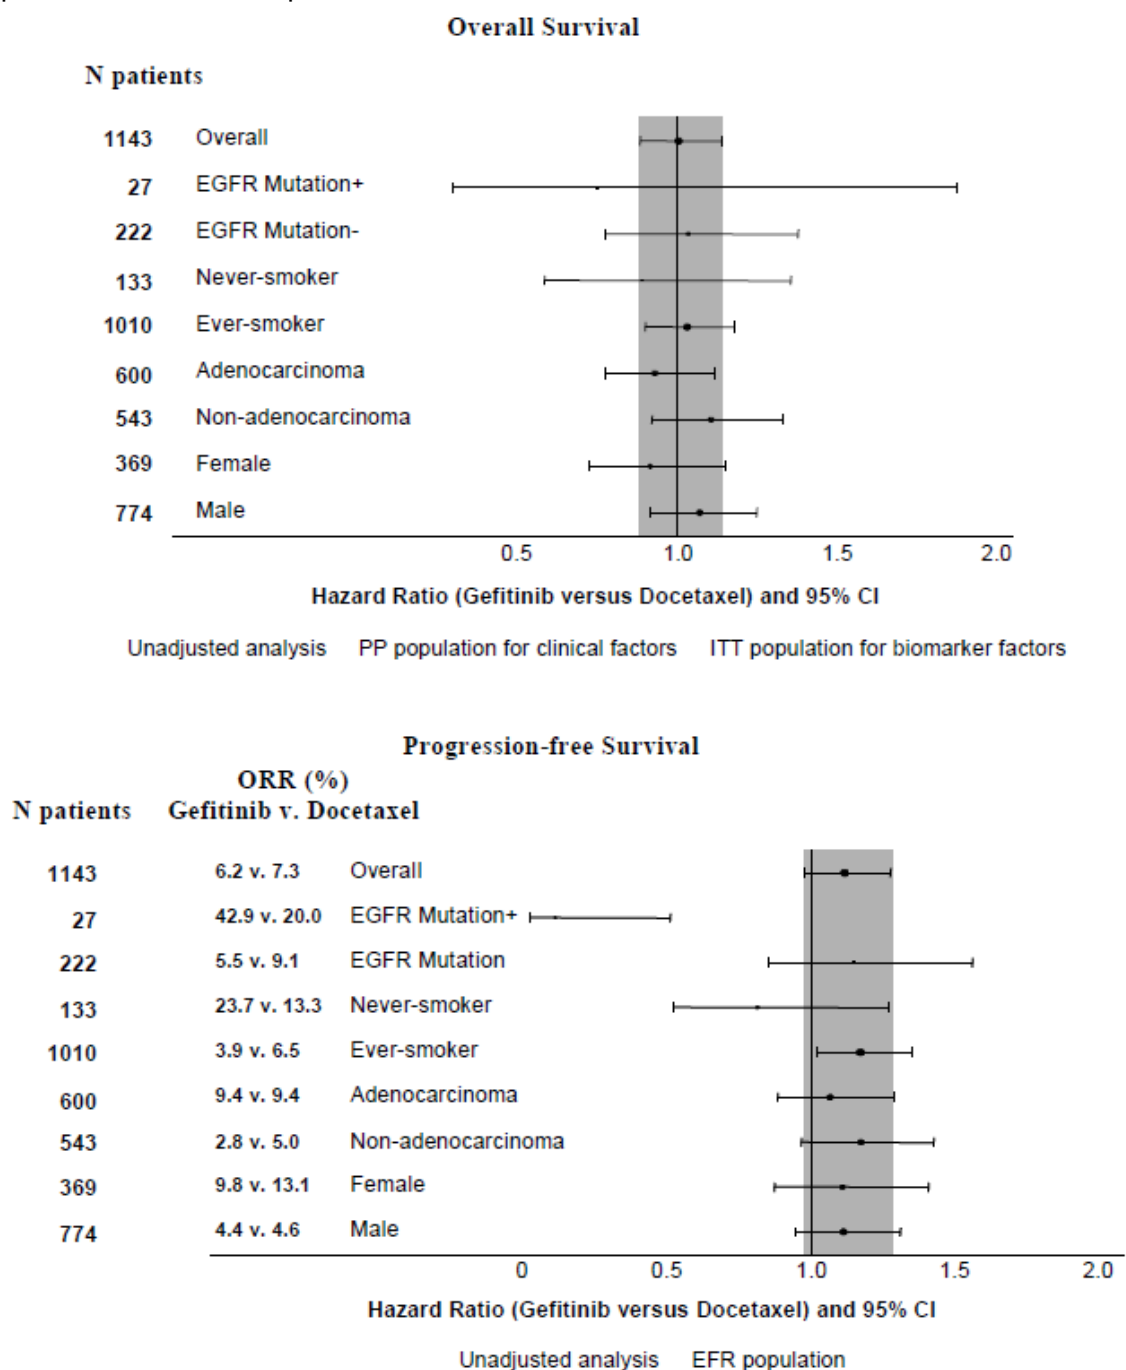 Overall Survival
N patients
1143 Overall
27 EGFR Mutation+
222 EGFR Mutation-
133 Never-smoker
1010 Ever-smoker
600 Adenocarcinoma
543 Non-adenocarcinoma
369 Female
774 Male
0.5 1.0 1.5 2.0
Hazard Ratio (Gefitinib versus Docetaxel) and 95% CI
Unadjusted analysis PP population for clinical factors ITT population for biomarker factors
Progression-free Survival
ORR (%)
N patients Gefitinib v. Docetaxel
1143 6.2 v. 7.3 Overall
27 42.9 v. 20.0 EGFR Mutation+
222 5.5 v. 9.1 EGFR Mutation
133 23.7 v. 13.3 Never-smoker
1010 3.9 v. 6.5 Ever-smoker
600 9.4 v. 9.4 Adenocarcinoma
543 2.8 v. 5.0 Non-adenocarcinoma
369 9.8 v. 13.1 Female
774 4.4 v. 4.6 Male
0 0.5 1.0 1.5 2.0
Hazard Ratio (Gefitinib versus Docetaxel) and 95% CI
Unadjusted analysis EFR population